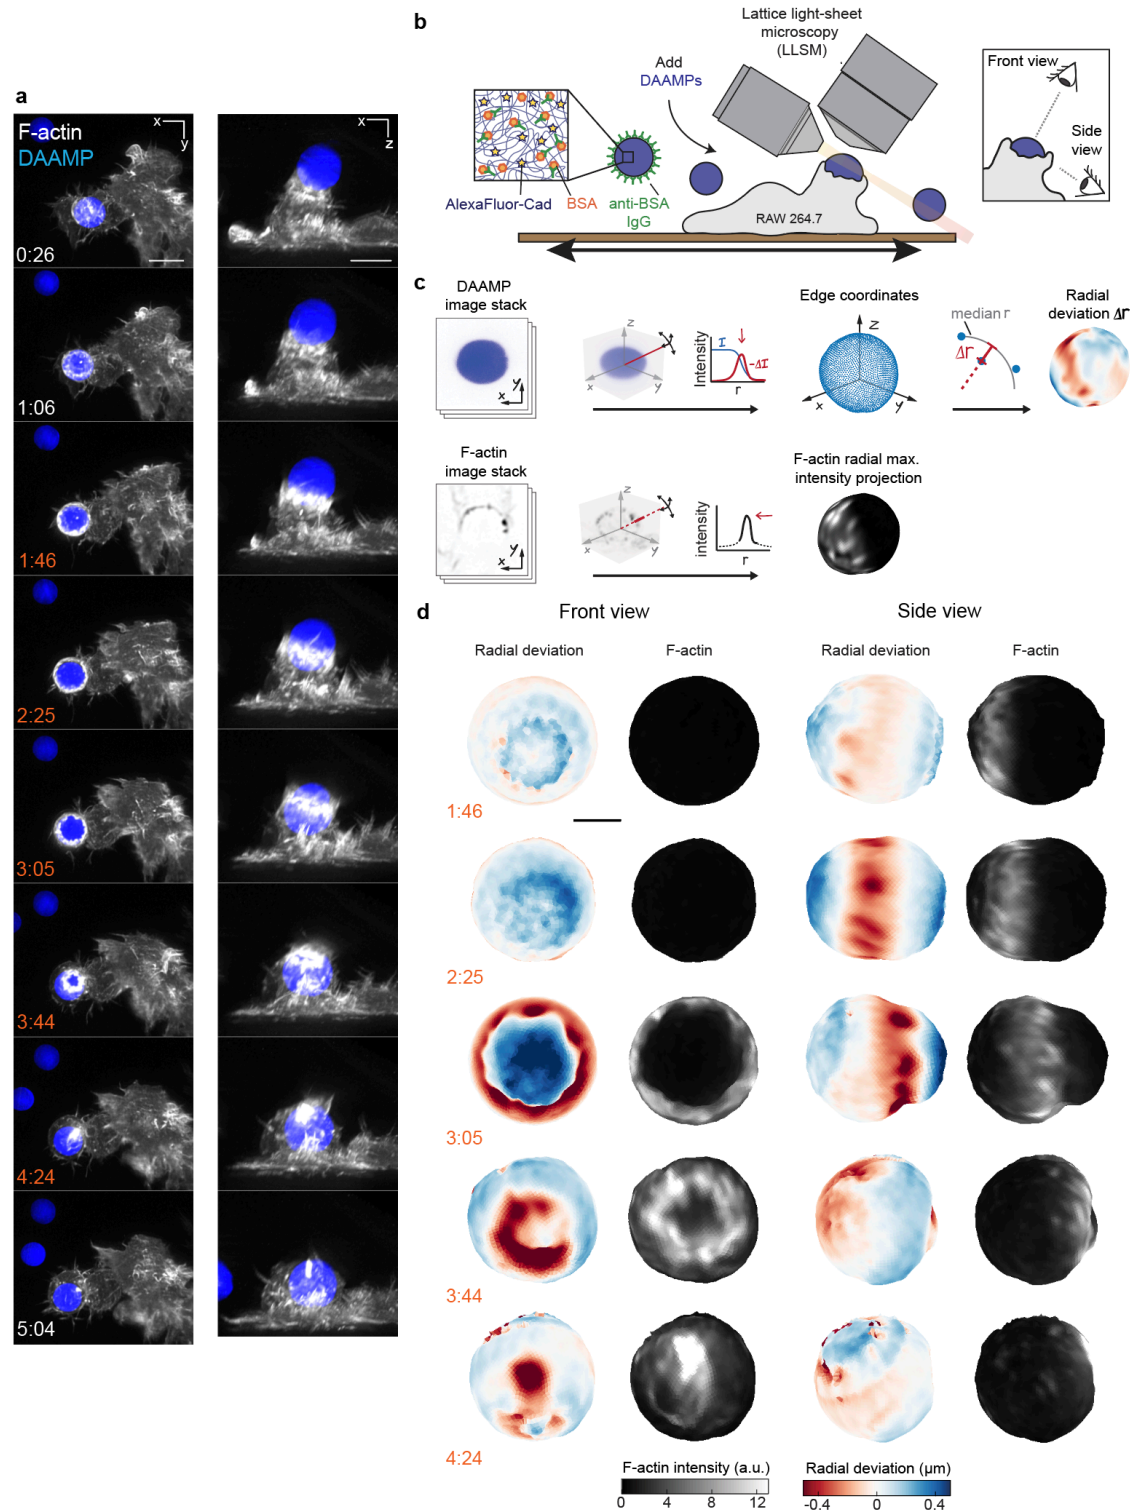 a
F-actin
DAAMP
x
y
x
z
0:26
1:06
1:46
2:25
3:05
3:44
4:24
5:04
b
Lattice light-sheet
microscopy
(LLSM)
Add
DAAMPs
AlexaFluor-Cad
BSA
anti-BSA
IgG
RAW 264.7
Front view
Side
view
c
DAAMP
image stack
y
x
z
x
y
Intensity
I
-ΔI
r
Edge coordinates
z
x
y
median r
Δr
Radial
deviation Δr
F-actin
image stack
y
x
z
x
y
intensity
r
F-actin radial max.
intensity projection
d
Front view
Side view
Radial deviation
F-actin
Radial deviation
F-actin
1:46
2:25
3:05
3:44
4:24
F-actin intensity (a.u.)
0 4 8 12
Radial deviation (μm)
-0.4 0 0.4